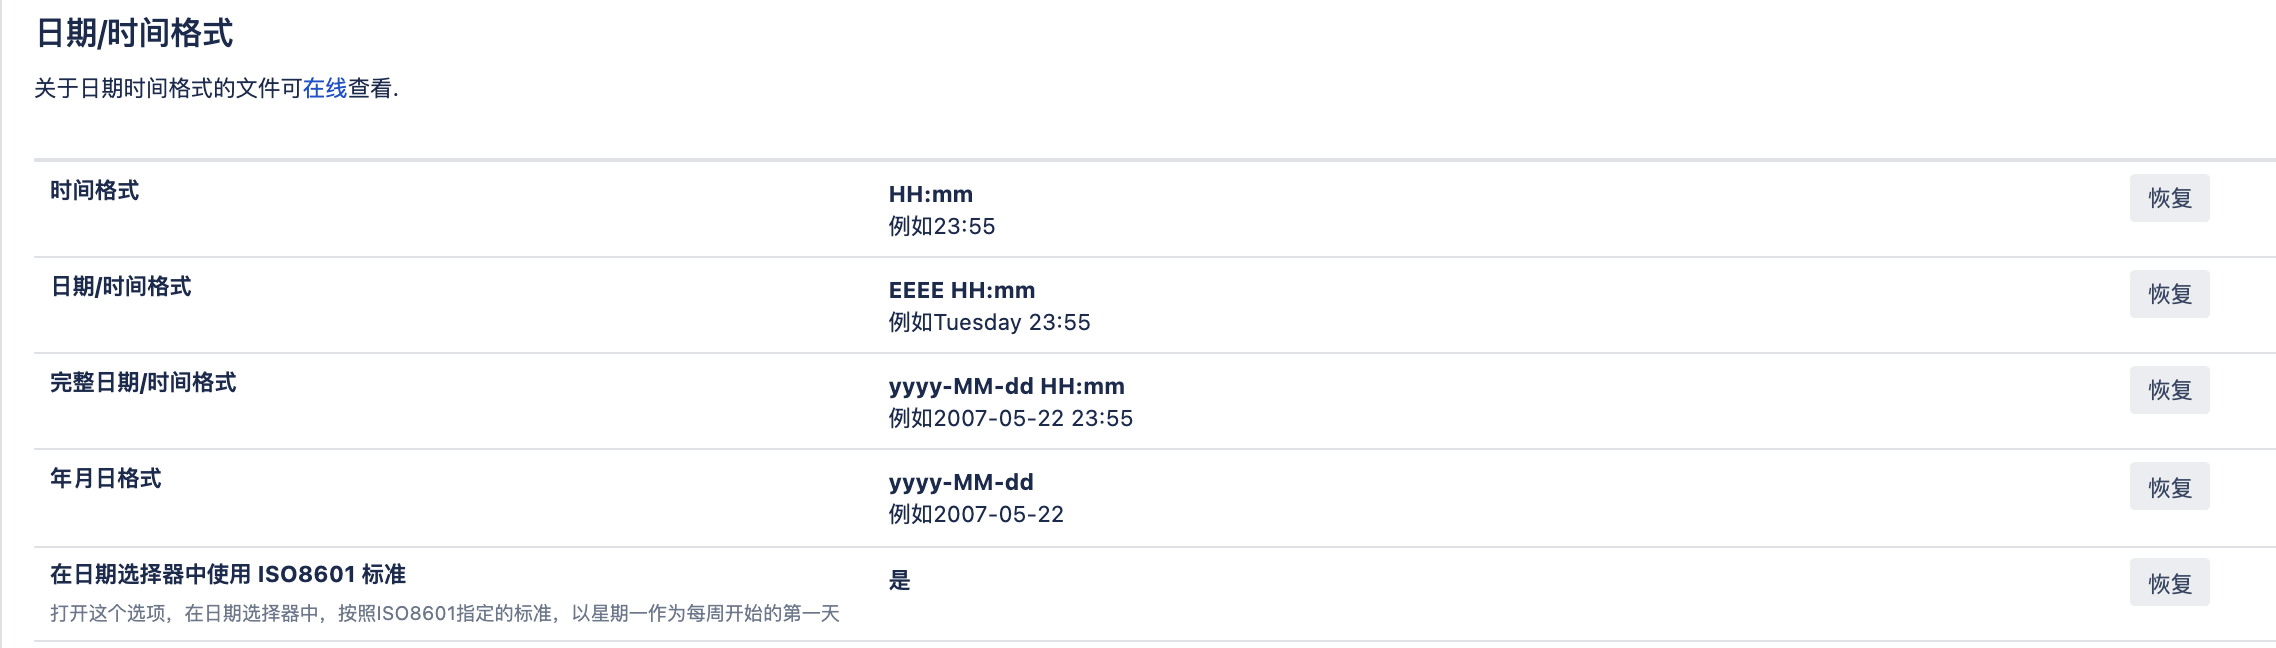 日期/时间格式
关于日期时间格式的文件可在线查看.
时间格式
HH:mm
例如23:55
恢复
日期/时间格式
EEEE HH:mm
例如Tuesday 23:55
恢复
完整日期/时间格式
yyyy-MM-dd HH:mm
例如2007-05-22 23:55
恢复
年月日格式
yyyy-MM-dd
例如2007-05-22
恢复
在日期选择器中使用 ISO8601 标准
打开这个选项，在日期选择器中，按照ISO8601指定的标准，以星期一作为每周开始的第一天
是
恢复